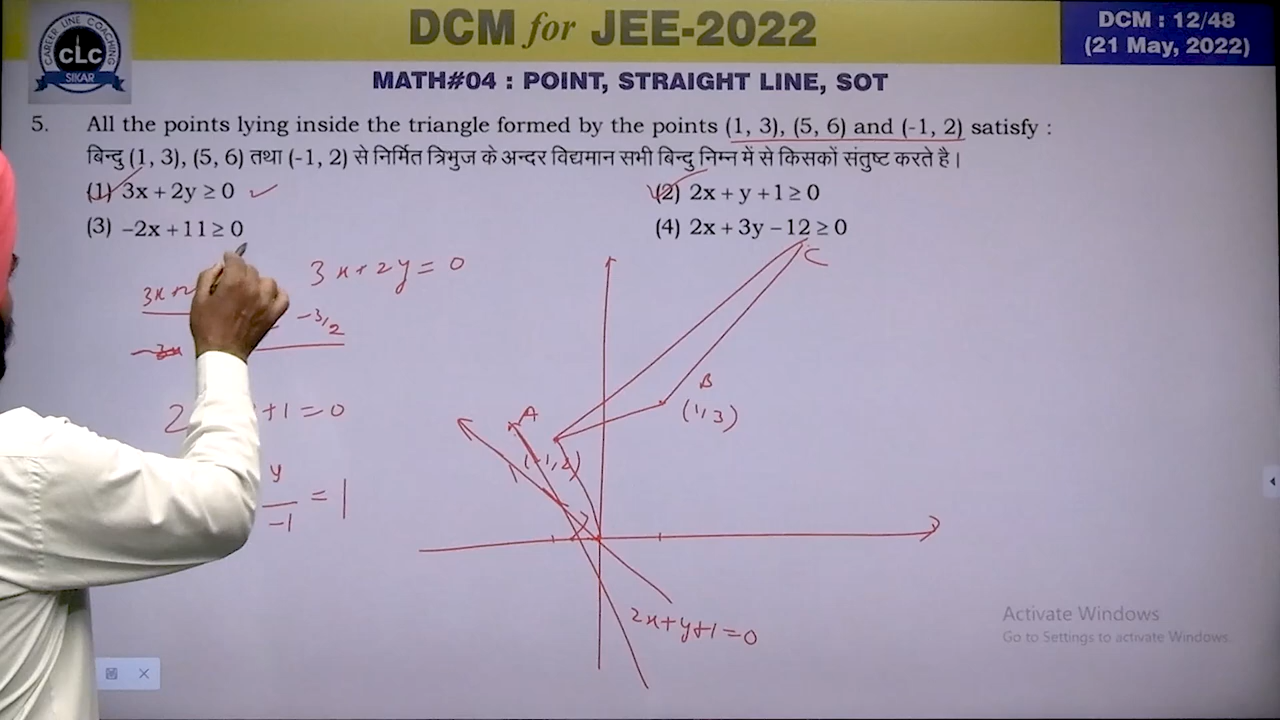 DCM for JEE-2022
DCM : 12/48
(21 May, 2022)
CAREER LINE COACHING
CLC
SIKAR
MATH#04 : POINT, STRAIGHT LINE, SOT
5. All the points lying inside the triangle formed by the points (1, 3), (5, 6) and (-1, 2) satisfy :
बिन्दु (1, 3), (5, 6) तथा (-1, 2) से निर्मित त्रिभुज के अन्दर विद्यमान सभी बिन्दु निम्न में से किसकों संतुष्ट करते है।
(1) 3x + 2y ≥ 0
(2) 2x + y + 1 ≥ 0
(3) –2x + 11 ≥ 0
(4) 2x + 3y – 12 ≥ 0
3x+2y = 0
3x+2
-3/2
C
B
(1,3)
A
(-1,2)
2
+1 = 0
y/-1 = 1
2x+y+1=0
Activate Windows
Go to Settings to activate Windows.